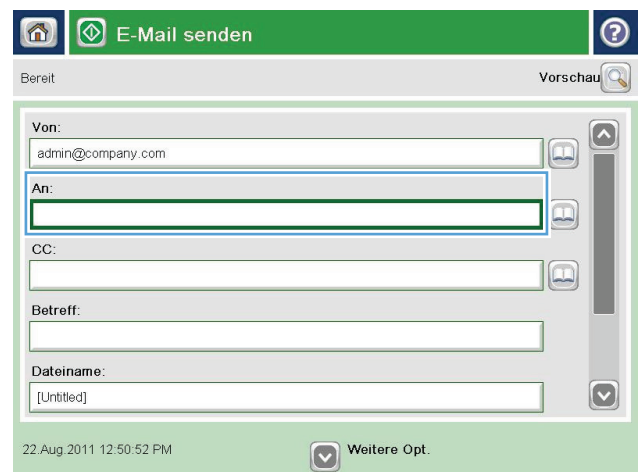 E-Mail senden
?
Bereit
Vorschau
Von:
admin@company.com
An:
CC:
Betreff:
Dateiname:
[Untitled]
22.Aug.2011 12:50:52 PM
Weitere Opt.